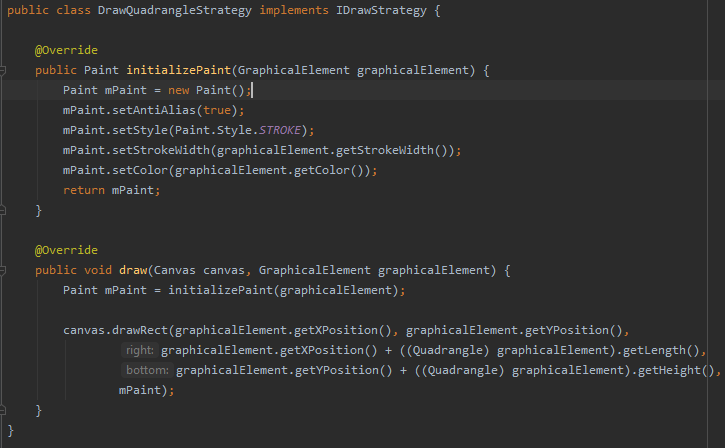 public class DrawQuadrangleStrategy implements IDrawStrategy {
@Override
public Paint initializePaint(GraphicalElement graphicalElement) {
Paint mPaint = new Paint();
mPaint.setAntiAlias(true);
mPaint.setStyle(Paint.Style.STROKE);
mPaint.setStrokeWidth(graphicalElement.getStrokeWidth());
mPaint.setColor(graphicalElement.getColor());
return mPaint;
}
@Override
public void draw(Canvas canvas, GraphicalElement graphicalElement) {
Paint mPaint = initializePaint(graphicalElement);
canvas.drawRect(graphicalElement.getXPosition(), graphicalElement.getYPosition(),
right: graphicalElement.getXPosition() + ((Quadrangle) graphicalElement).getLength(),
bottom: graphicalElement.getYPosition() + ((Quadrangle) graphicalElement).getHeight(),
mPaint);
}
}